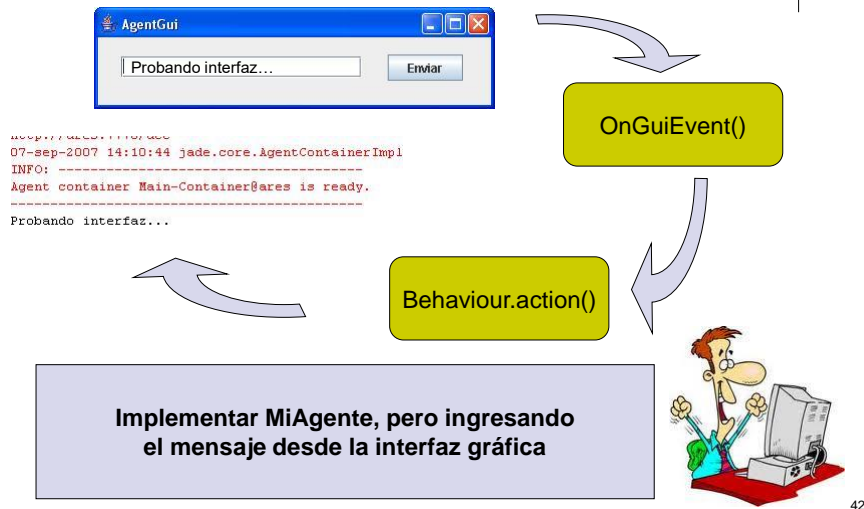 AgentGui
Probando interfaz…
Enviar
OnGuiEvent()
07-sep-2007 14:10:44 jade.core.AgentContainerImpl
INFO: --------------------------------------
Agent container Main-Container@ares is ready.
--------------------------------------------
Probando interfaz...
Behaviour.action()
Implementar MiAgente, pero ingresando
el mensaje desde la interfaz gráfica
42